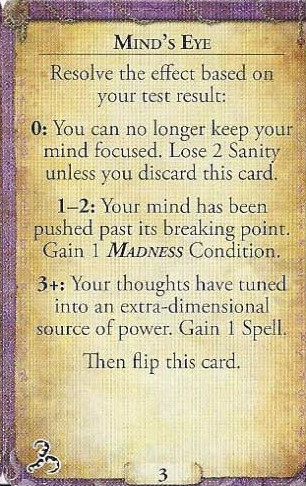 MIND'S EYE
Resolve the effect based on
your test result:
0: You can no longer keep your
mind focused. Lose 2 Sanity
unless you discard this card.
1–2: Your mind has been
pushed past its breaking point.
Gain 1 MADNESS Condition.
3+: Your thoughts have tuned
into an extra-dimensional
source of power. Gain 1 Spell.
Then flip this card.
3